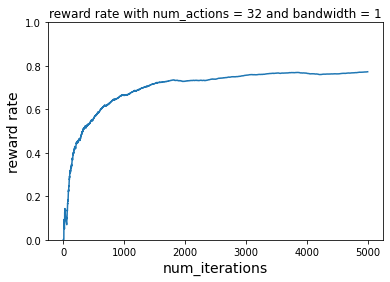 reward rate with num_actions = 32 and bandwidth = 1
1.0
0.8
0.6
0.4
0.2
0.0
reward rate
0 1000 2000 3000 4000 5000
num_iterations